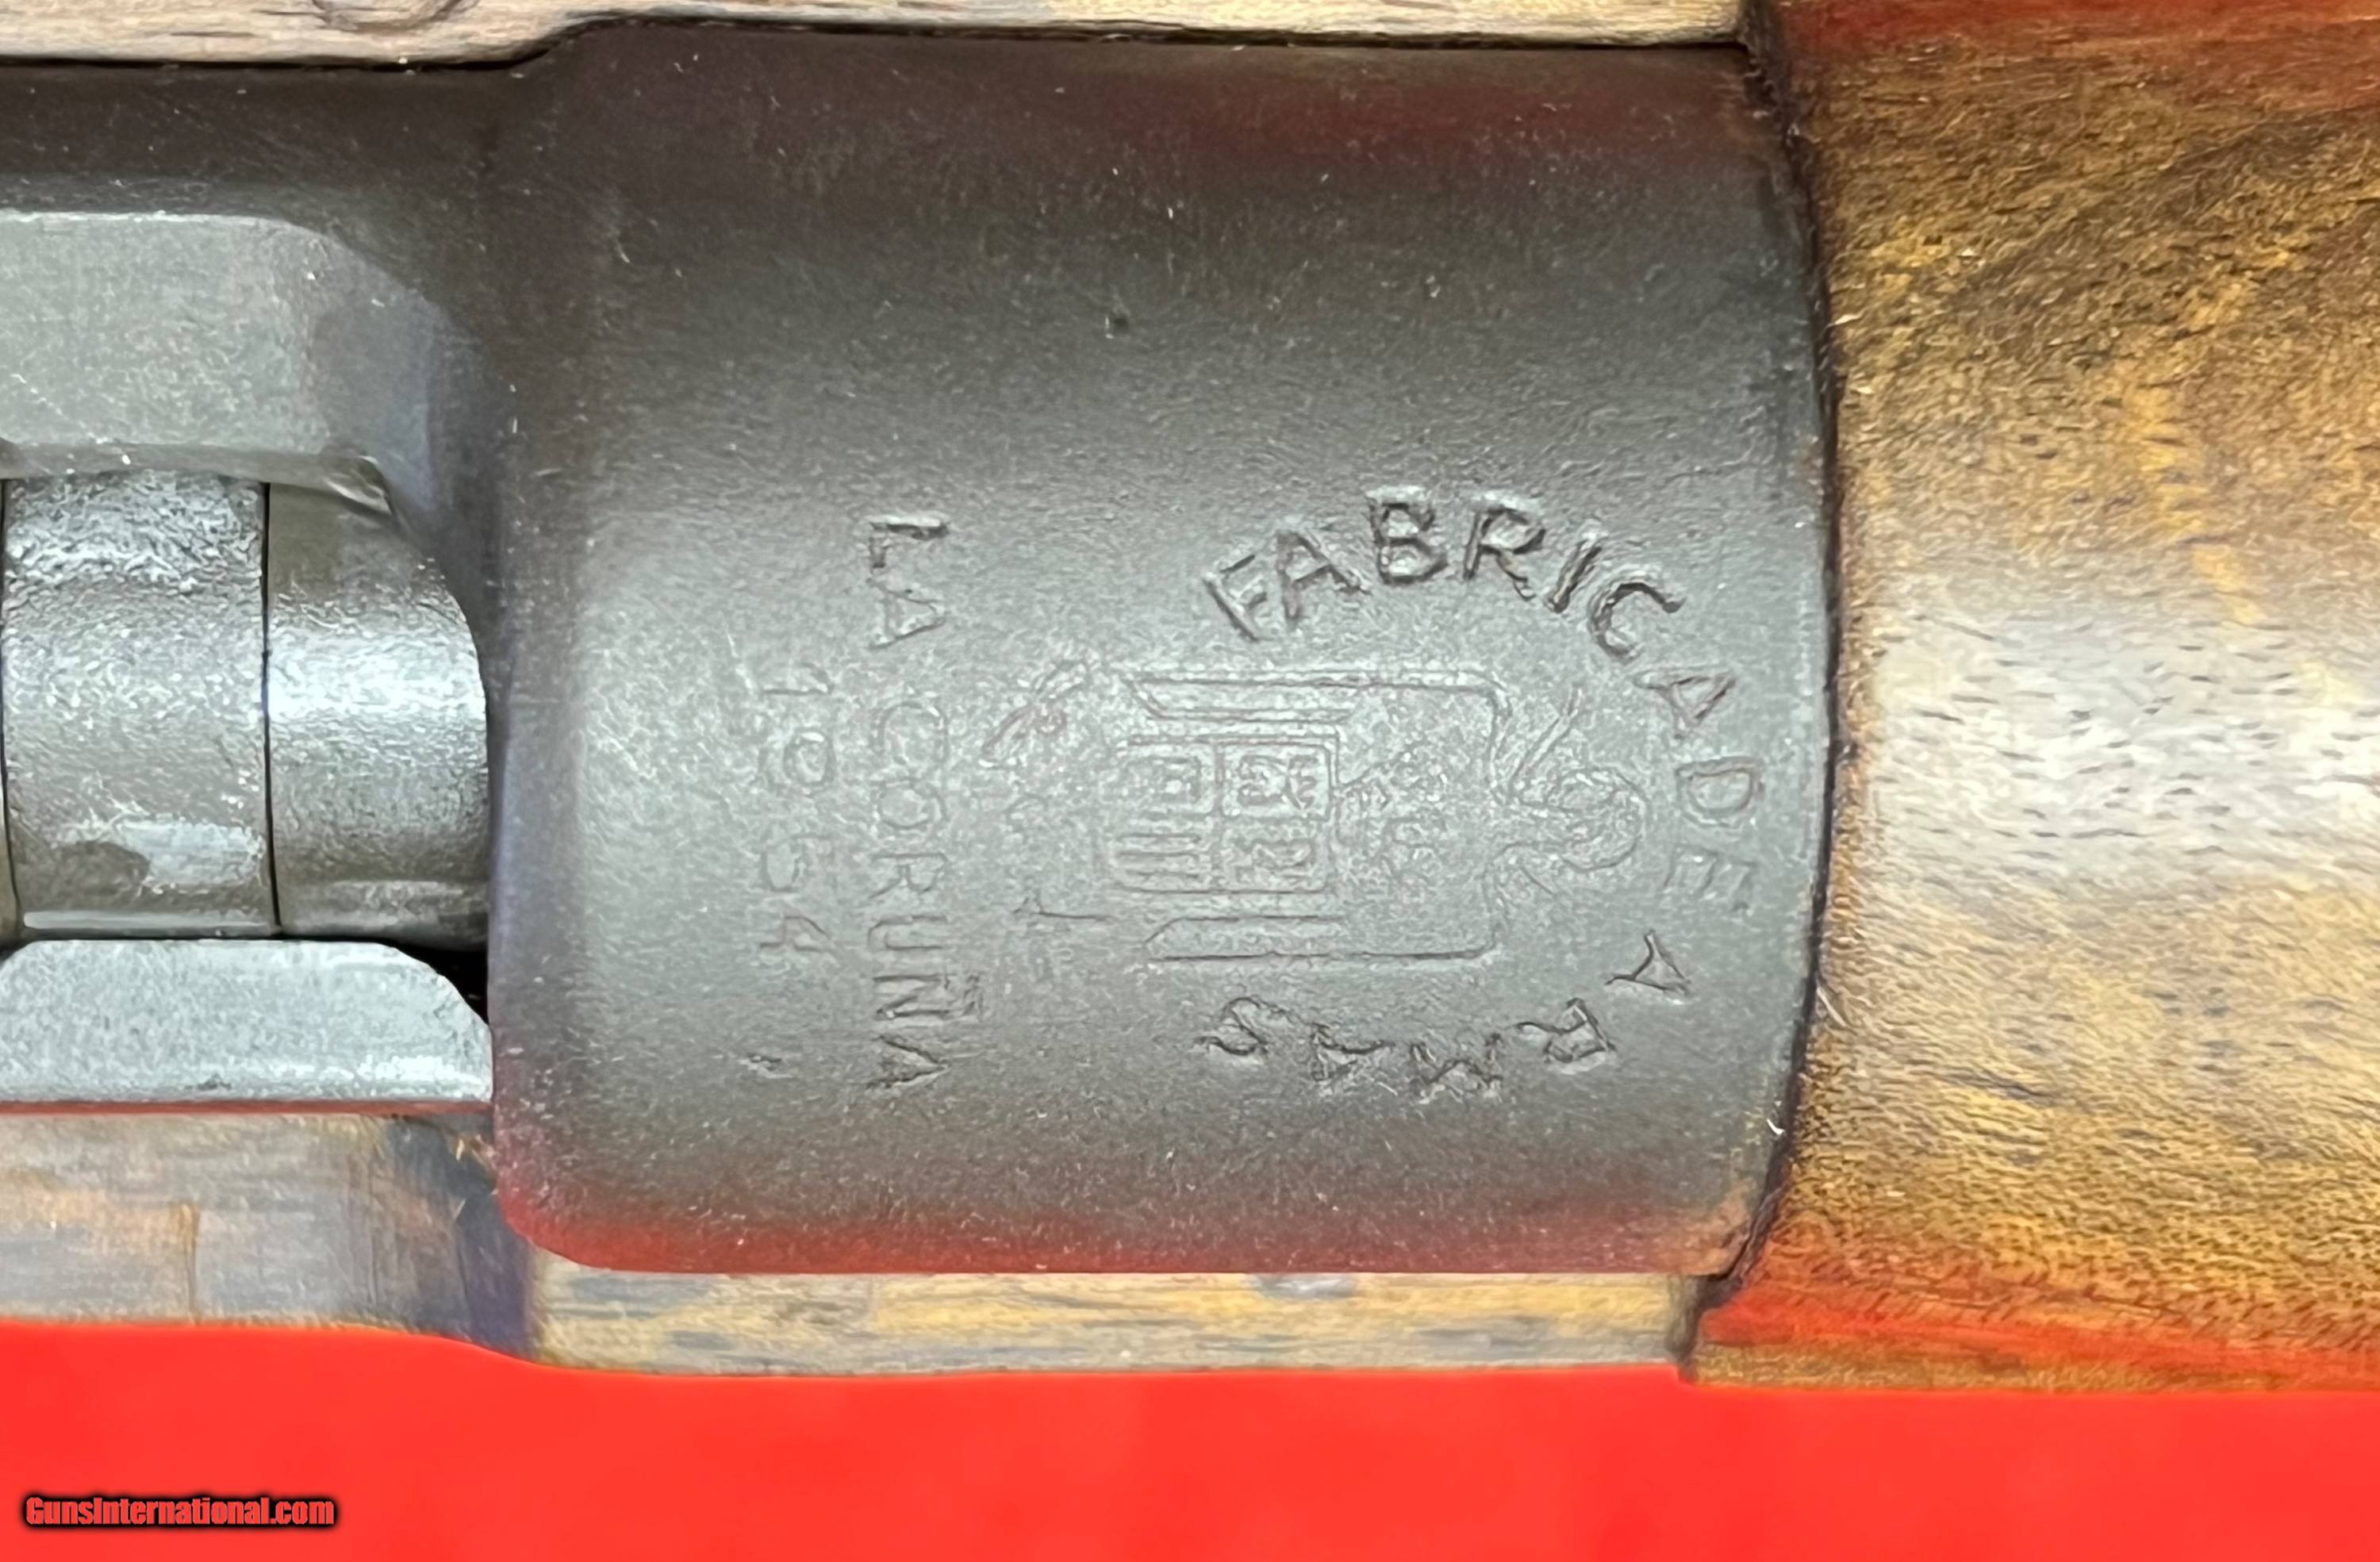 FABRICA DE ARMAS
LA CORUÑA
1954
GunsInternational.com